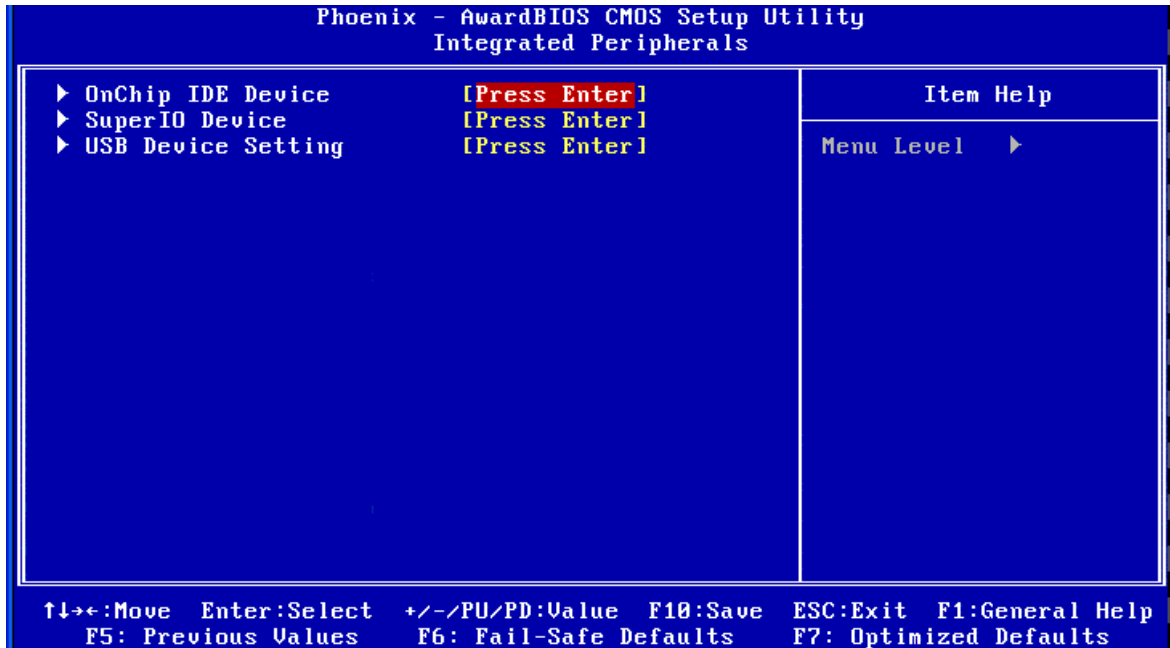 Phoenix - AwardBIOS CMOS Setup Utility
Integrated Peripherals
▶ OnChip IDE Device [Press Enter]
▶ SuperIO Device [Press Enter]
▶ USB Device Setting [Press Enter]
Item Help
Menu Level ▶
↑↓→←:Move Enter:Select +/-/PU/PD:Value F10:Save ESC:Exit F1:General Help
F5: Previous Values F6: Fail-Safe Defaults F7: Optimized Defaults